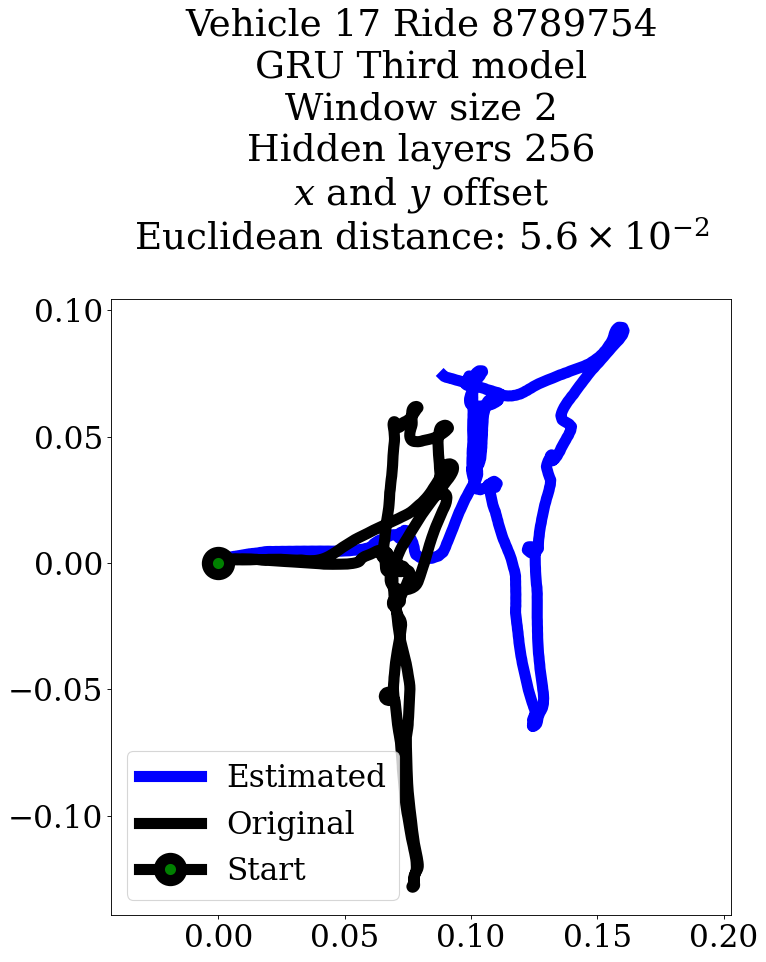 Vehicle 17 Ride 8789754
GRU Third model
Window size 2
Hidden layers 256
x and y offset
Euclidean distance: 5.6 × 10⁻²
0.10
0.05
0.00
−0.05
−0.10
Estimated
Original
Start
0.00 0.05 0.10 0.15 0.20